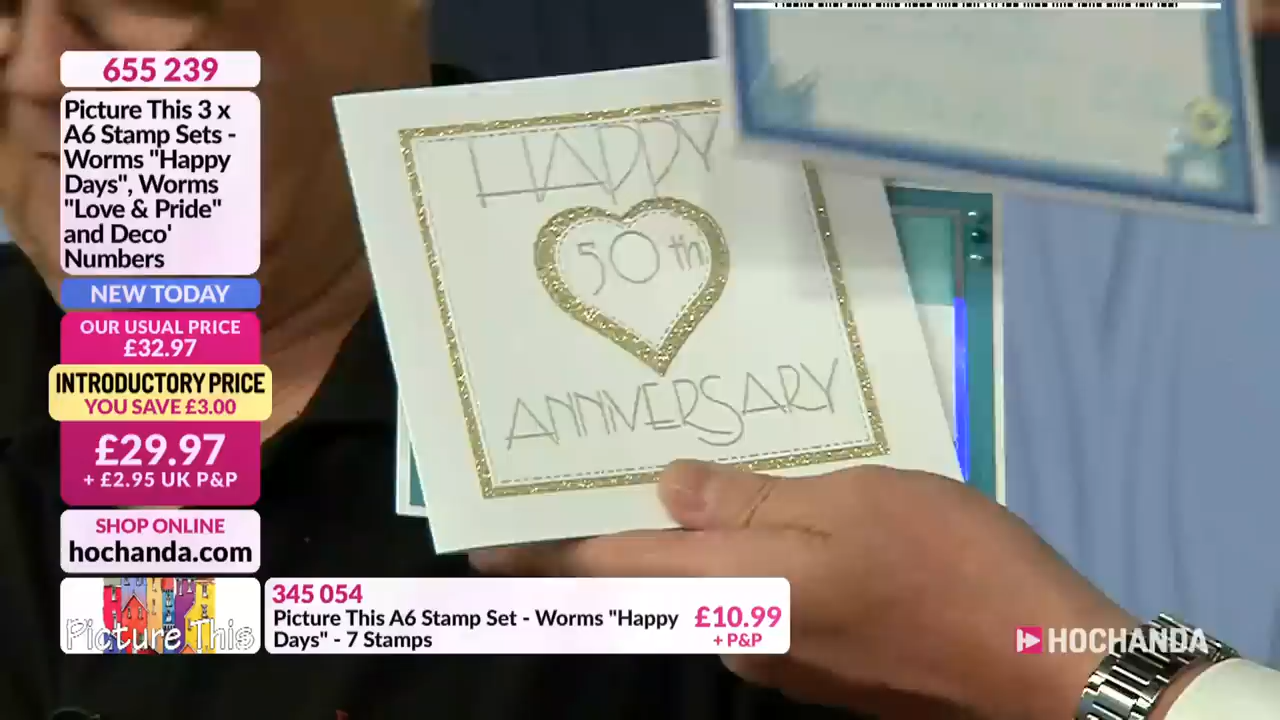 655 239
Picture This 3 x
A6 Stamp Sets -
Worms "Happy
Days", Worms
"Love & Pride"
and Deco'
Numbers
NEW TODAY
OUR USUAL PRICE
£32.97
INTRODUCTORY PRICE
YOU SAVE £3.00
£29.97
+ £2.95 UK P&P
SHOP ONLINE
hochanda.com
Picture This
345 054
Picture This A6 Stamp Set - Worms "Happy
Days" - 7 Stamps
£10.99
+ P&P
HAPPY
50th
ANNIVERSARY
HOCHANDA